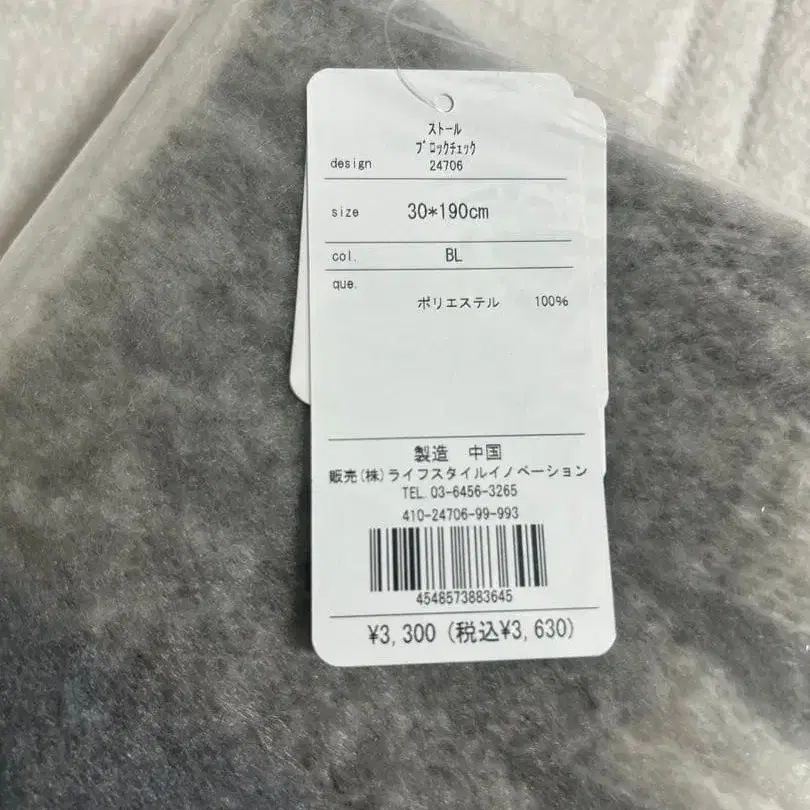 ストール
ブロックチェック
design 24706
size 30*190cm
col. BL
que.
ポリエステル 100%
製造 中国
販売(株)ライフスタイルイノベーション
TEL.03-6456-3265
410-24706-99-993
4548573883645
¥3,300 (税込¥3,630)